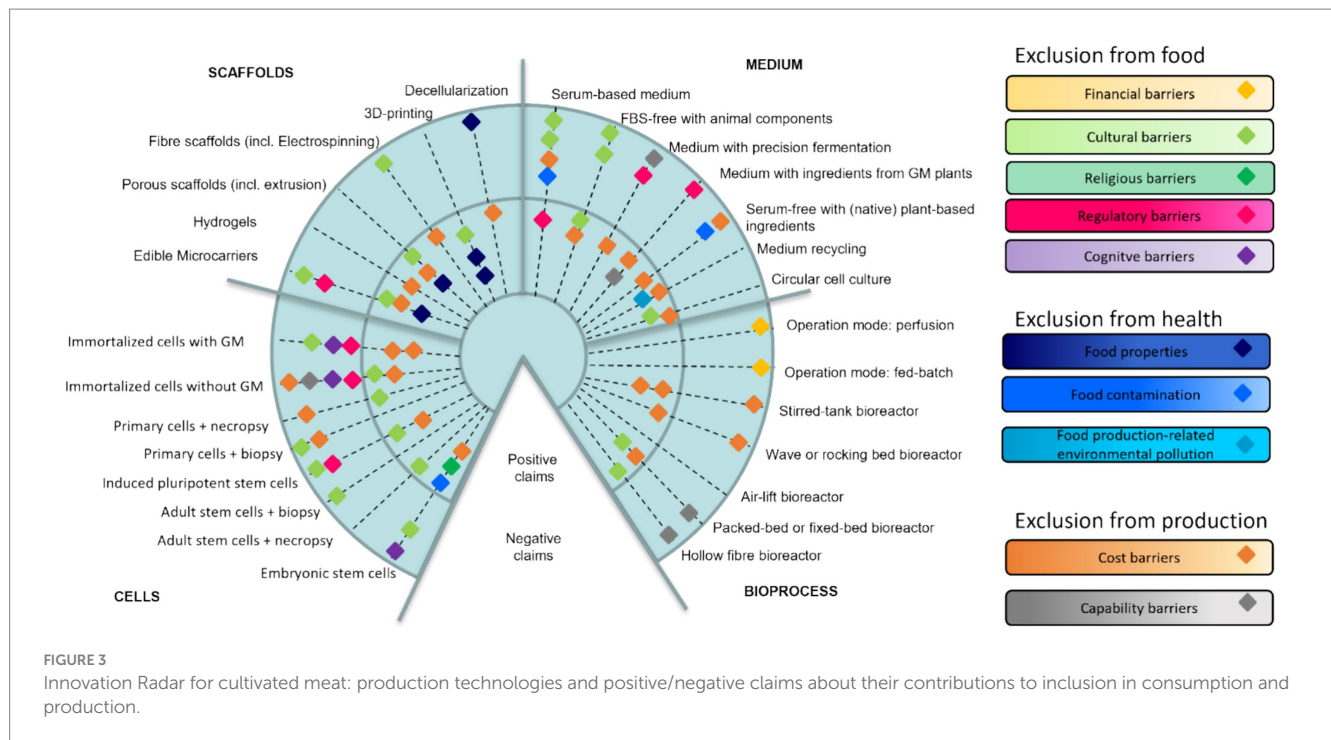 SCAFFOLDS
MEDIUM
Decellularization
3D-printing
Fibre scaffolds (incl. Electrospinning)
Porous scaffolds (incl. extrusion)
Hydrogels
Edible Microcarriers
Serum-based medium
FBS-free with animal components
Medium with precision fermentation
Medium with ingredients from GM plants
Serum-free with (native) plant-based
ingredients
Medium recycling
Circular cell culture
Immortalized cells with GM
Immortalized cells without GM
Primary cells + necropsy
Primary cells + biopsy
Induced pluripotent stem cells
Adult stem cells + biopsy
Adult stem cells + necropsy
Embryonic stem cells
CELLS
Positive
claims
Negative
claims
Operation mode: perfusion
Operation mode: fed-batch
Stirred-tank bioreactor
Wave or rocking bed bioreactor
Air-lift bioreactor
Packed-bed or fixed-bed bioreactor
Hollow fibre bioreactor
BIOPROCESS
Exclusion from food
Financial barriers
Cultural barriers
Religious barriers
Regulatory barriers
Cognitve barriers
Exclusion from health
Food properties
Food contamination
Food production-related
environmental pollution
Exclusion from production
Cost barriers
Capability barriers
FIGURE 3
Innovation Radar for cultivated meat: production technologies and positive/negative claims about their contributions to inclusion in consumption and
production.